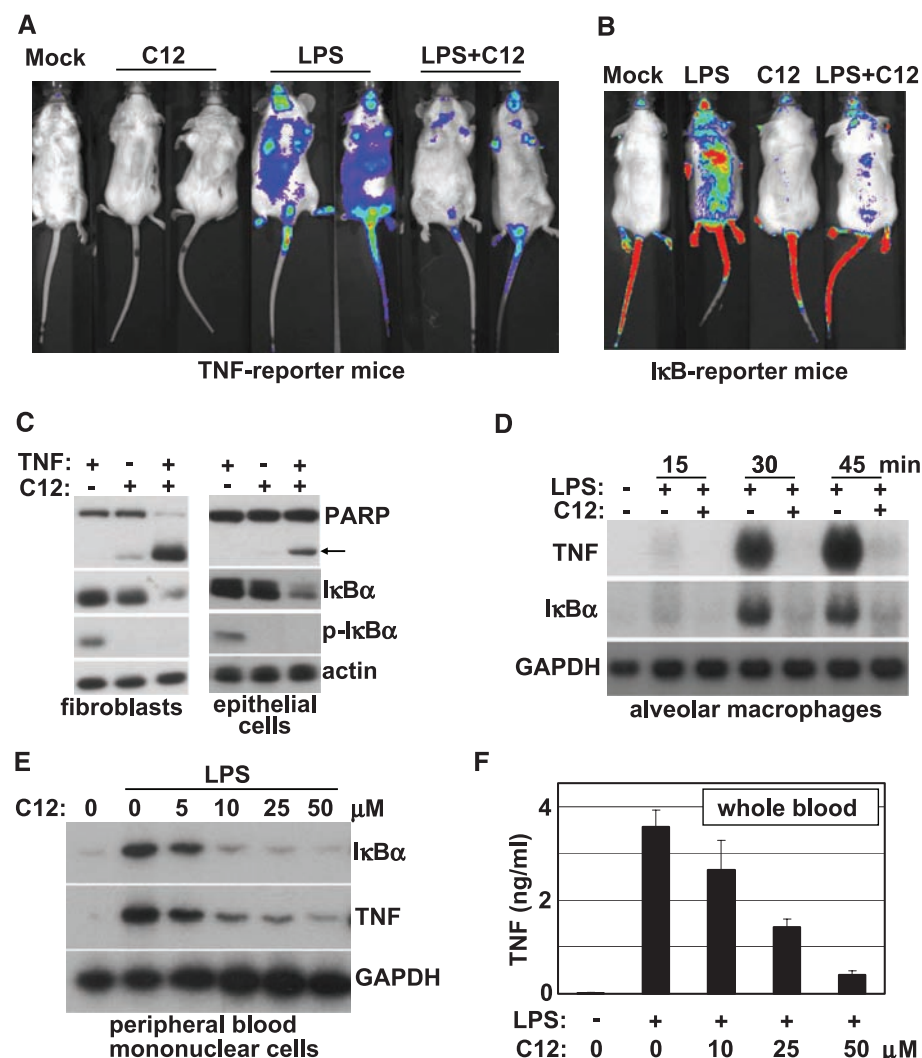 A
Mock C12 LPS LPS+C12
TNF-reporter mice
B
Mock LPS C12 LPS+C12
IκB-reporter mice
C
TNF: + - + + - +
C12: - + + - + +
PARP
IκBα
p-IκBα
actin
fibroblasts
epithelial
cells
D
15 30 45 min
LPS: - + + + + + +
C12: - - + - + - +
TNF
IκBα
GAPDH
alveolar macrophages
E
LPS
C12: 0 0 5 10 25 50 μM
IκBα
TNF
GAPDH
peripheral blood
mononuclear cells
F
whole blood
TNF (ng/ml)
4
2
0
LPS: - + + + +
C12: 0 0 10 25 50 μM